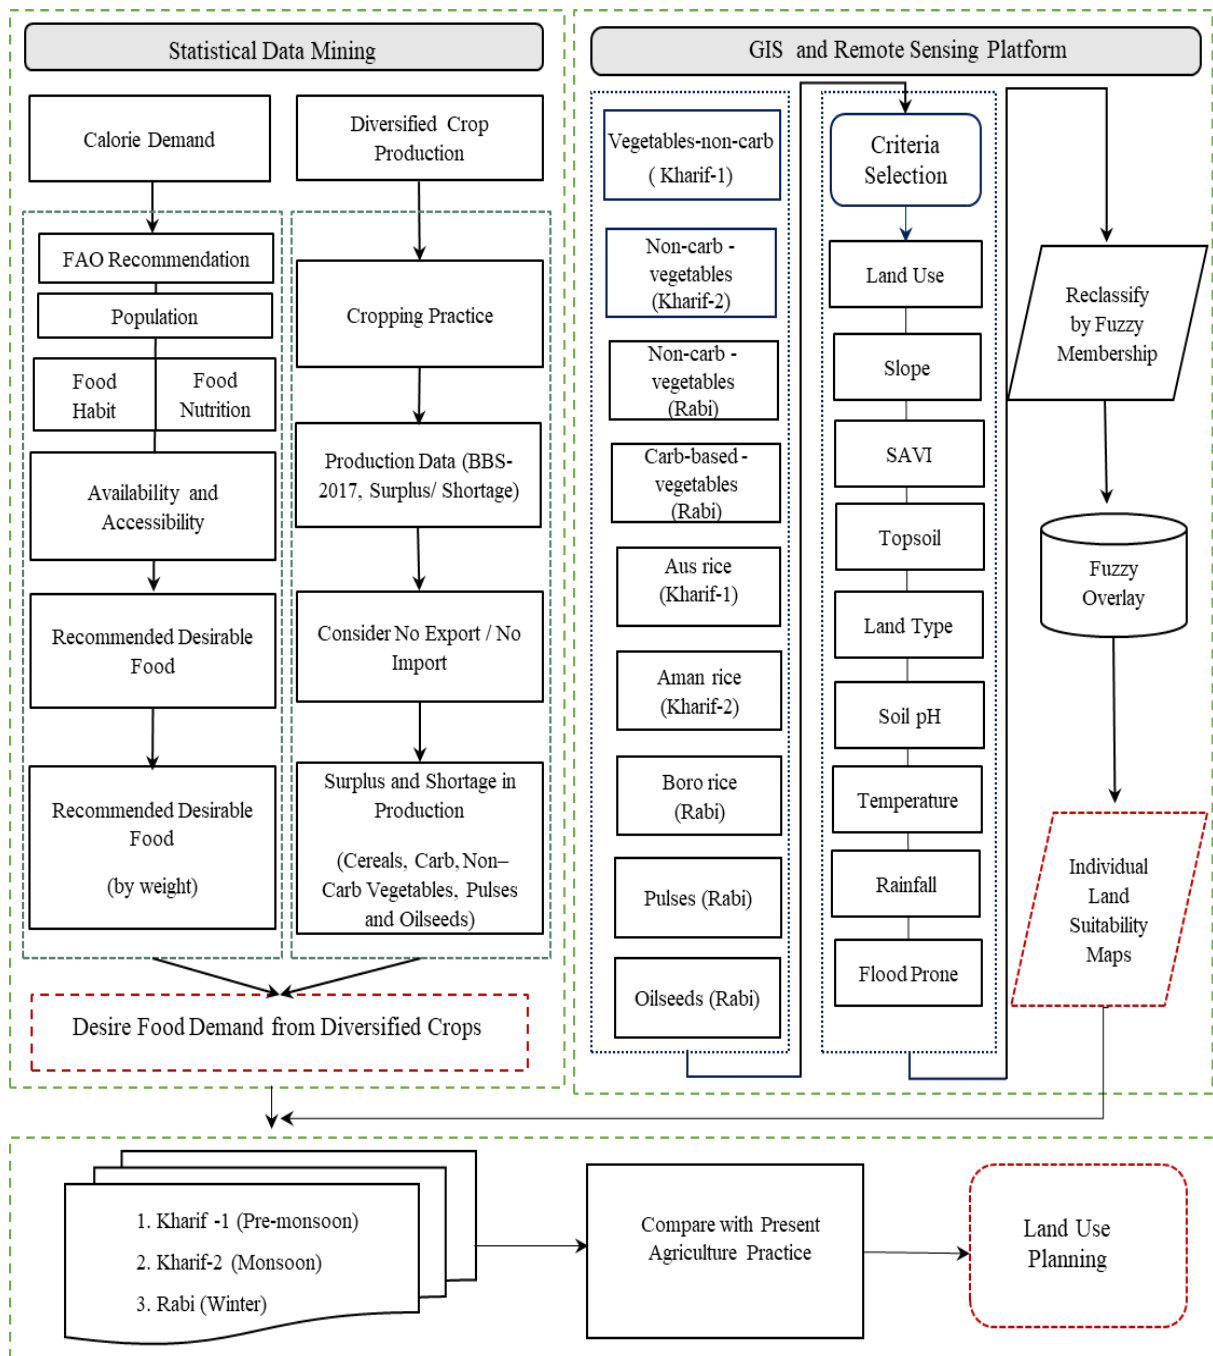 Statistical Data Mining
Calorie Demand
FAO Recommendation
Population
Food
Habit
Food
Nutrition
Availability and
Accessibility
Recommended Desirable
Food
Recommended Desirable
Food
(by weight)
Diversified Crop
Production
Cropping Practice
Production Data (BBS-
2017, Surplus/ Shortage)
Consider No Export / No
Import
Surplus and Shortage in
Production
(Cereals, Carb, Non–
Carb Vegetables, Pulses
and Oilseeds)
Desire Food Demand from Diversified Crops
GIS and Remote Sensing Platform
Vegetables-non-carb
( Kharif-1)
Non-carb -
vegetables
(Kharif-2)
Non-carb -
vegetables
(Rabi)
Carb-based -
vegetables
(Rabi)
Aus rice
(Kharif-1)
Aman rice
(Kharif-2)
Boro rice
(Rabi)
Pulses (Rabi)
Oilseeds (Rabi)
Criteria
Selection
Land Use
Slope
SAVI
Topsoil
Land Type
Soil pH
Temperature
Rainfall
Flood Prone
Reclassify
by Fuzzy
Membership
Fuzzy
Overlay
Individual
Land
Suitability
Maps
1. Kharif -1 (Pre-monsoon)
2. Kharif-2 (Monsoon)
3. Rabi (Winter)
Compare with Present
Agriculture Practice
Land Use
Planning